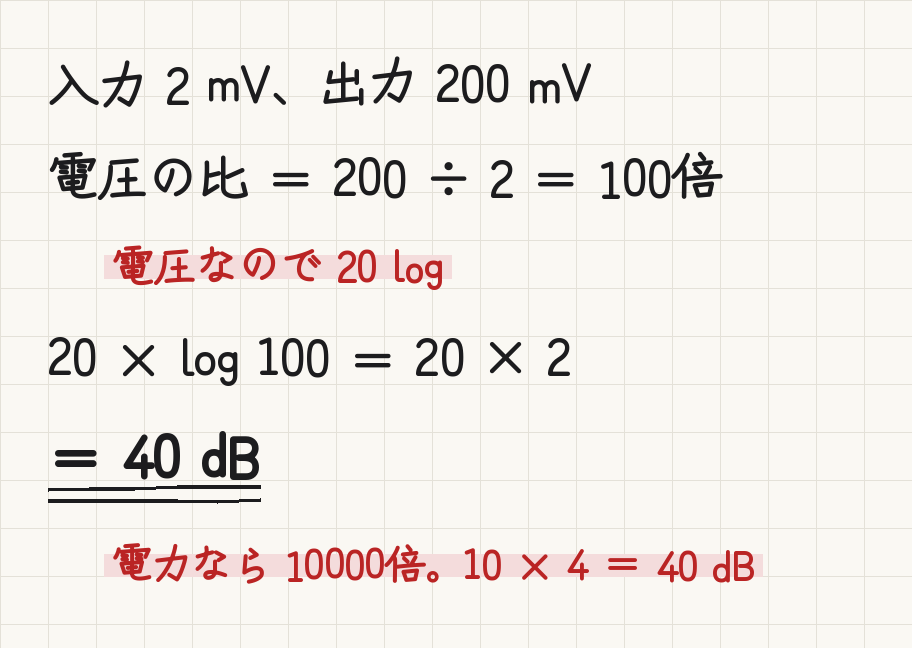 入力 2 mV、出力 200 mV
電圧の比 = 200 ÷ 2 = 100倍
電圧なので 20 log
20 × log 100 = 20 × 2
= 40 dB
電力なら 10000倍。10 × 4 = 40 dB